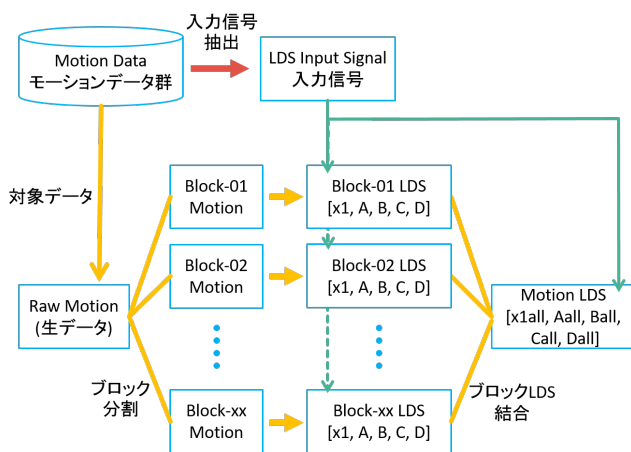 入力信号
抽出
Motion Data
モーションデータ群
LDS Input Signal
入力信号
対象データ
Block-01
Motion
Block-01 LDS
[x1, A, B, C, D]
Block-02
Motion
Block-02 LDS
[x1, A, B, C, D]
Raw Motion
(生データ)
Motion LDS
[x1all, Aall, Ball,
Call, Dall]
ブロック
分割
Block-xx
Motion
Block-xx LDS
[x1, A, B, C, D]
ブロックLDS
結合